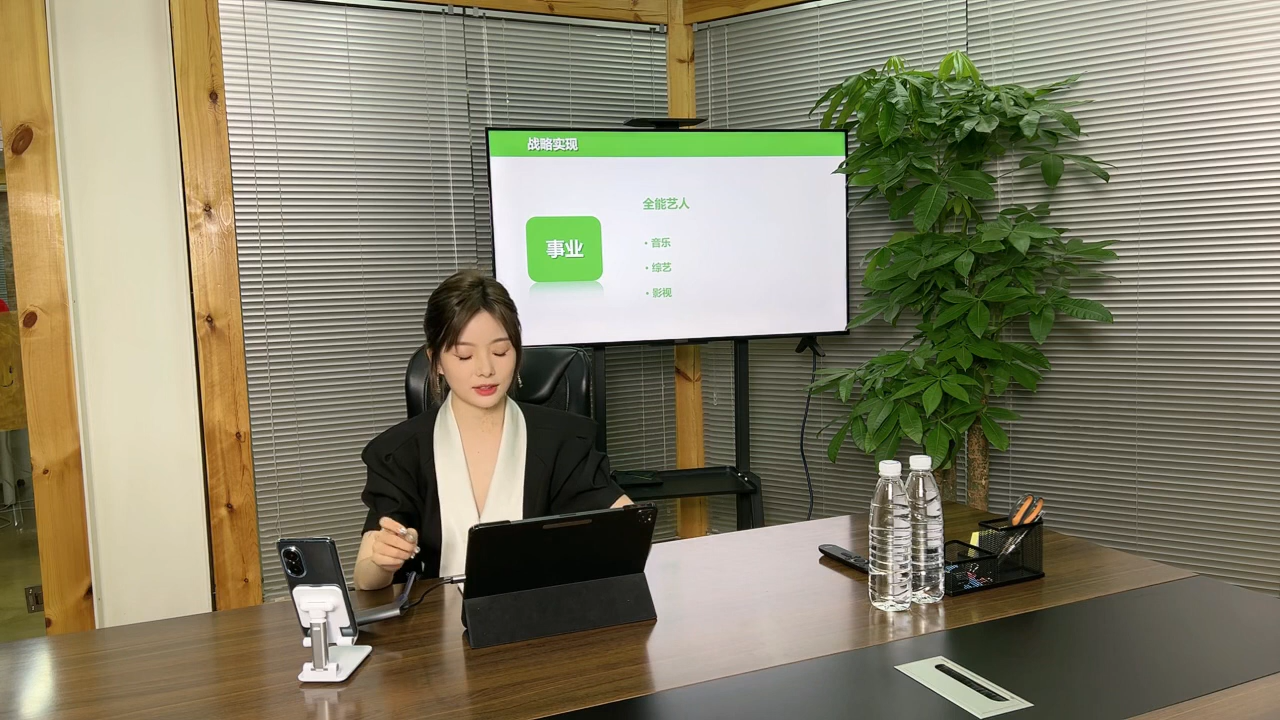 战略实现
事业
全能艺人
• 音乐
• 综艺
• 影视